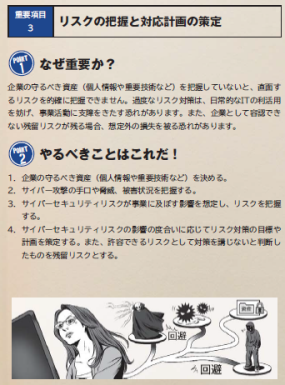 重要項目
3
リスクの把握と対応計画の策定
PART
1
なぜ重要か?
企業の守るべき資産(個人情報や重要技術など)を把握していないと、直面す
るリスクを的確に把握できません。過度なリスク対策は、日常的なITの利活用
を妨げ、事業活動に支障をきたす恐れがあります。また、企業として容認でき
ない残留リスクが残る場合、想定外の損失を被る恐れがあります。
PART
2
やるべきことはこれだ!
1. 企業の守るべき資産(個人情報や重要技術など)を決める。
2. サイバー攻撃の手口や脅威、被害状況を把握する。
3. サイバーセキュリティリスクが事業に及ぼす影響を想定し、リスクを把握
する。
4. サイバーセキュリティリスクの影響の度合いに応じてリスク対策の目標や
計画を策定する。また、許容できるリスクとして対策を講じないと判断し
たものを残留リスクとする。
回避
回避